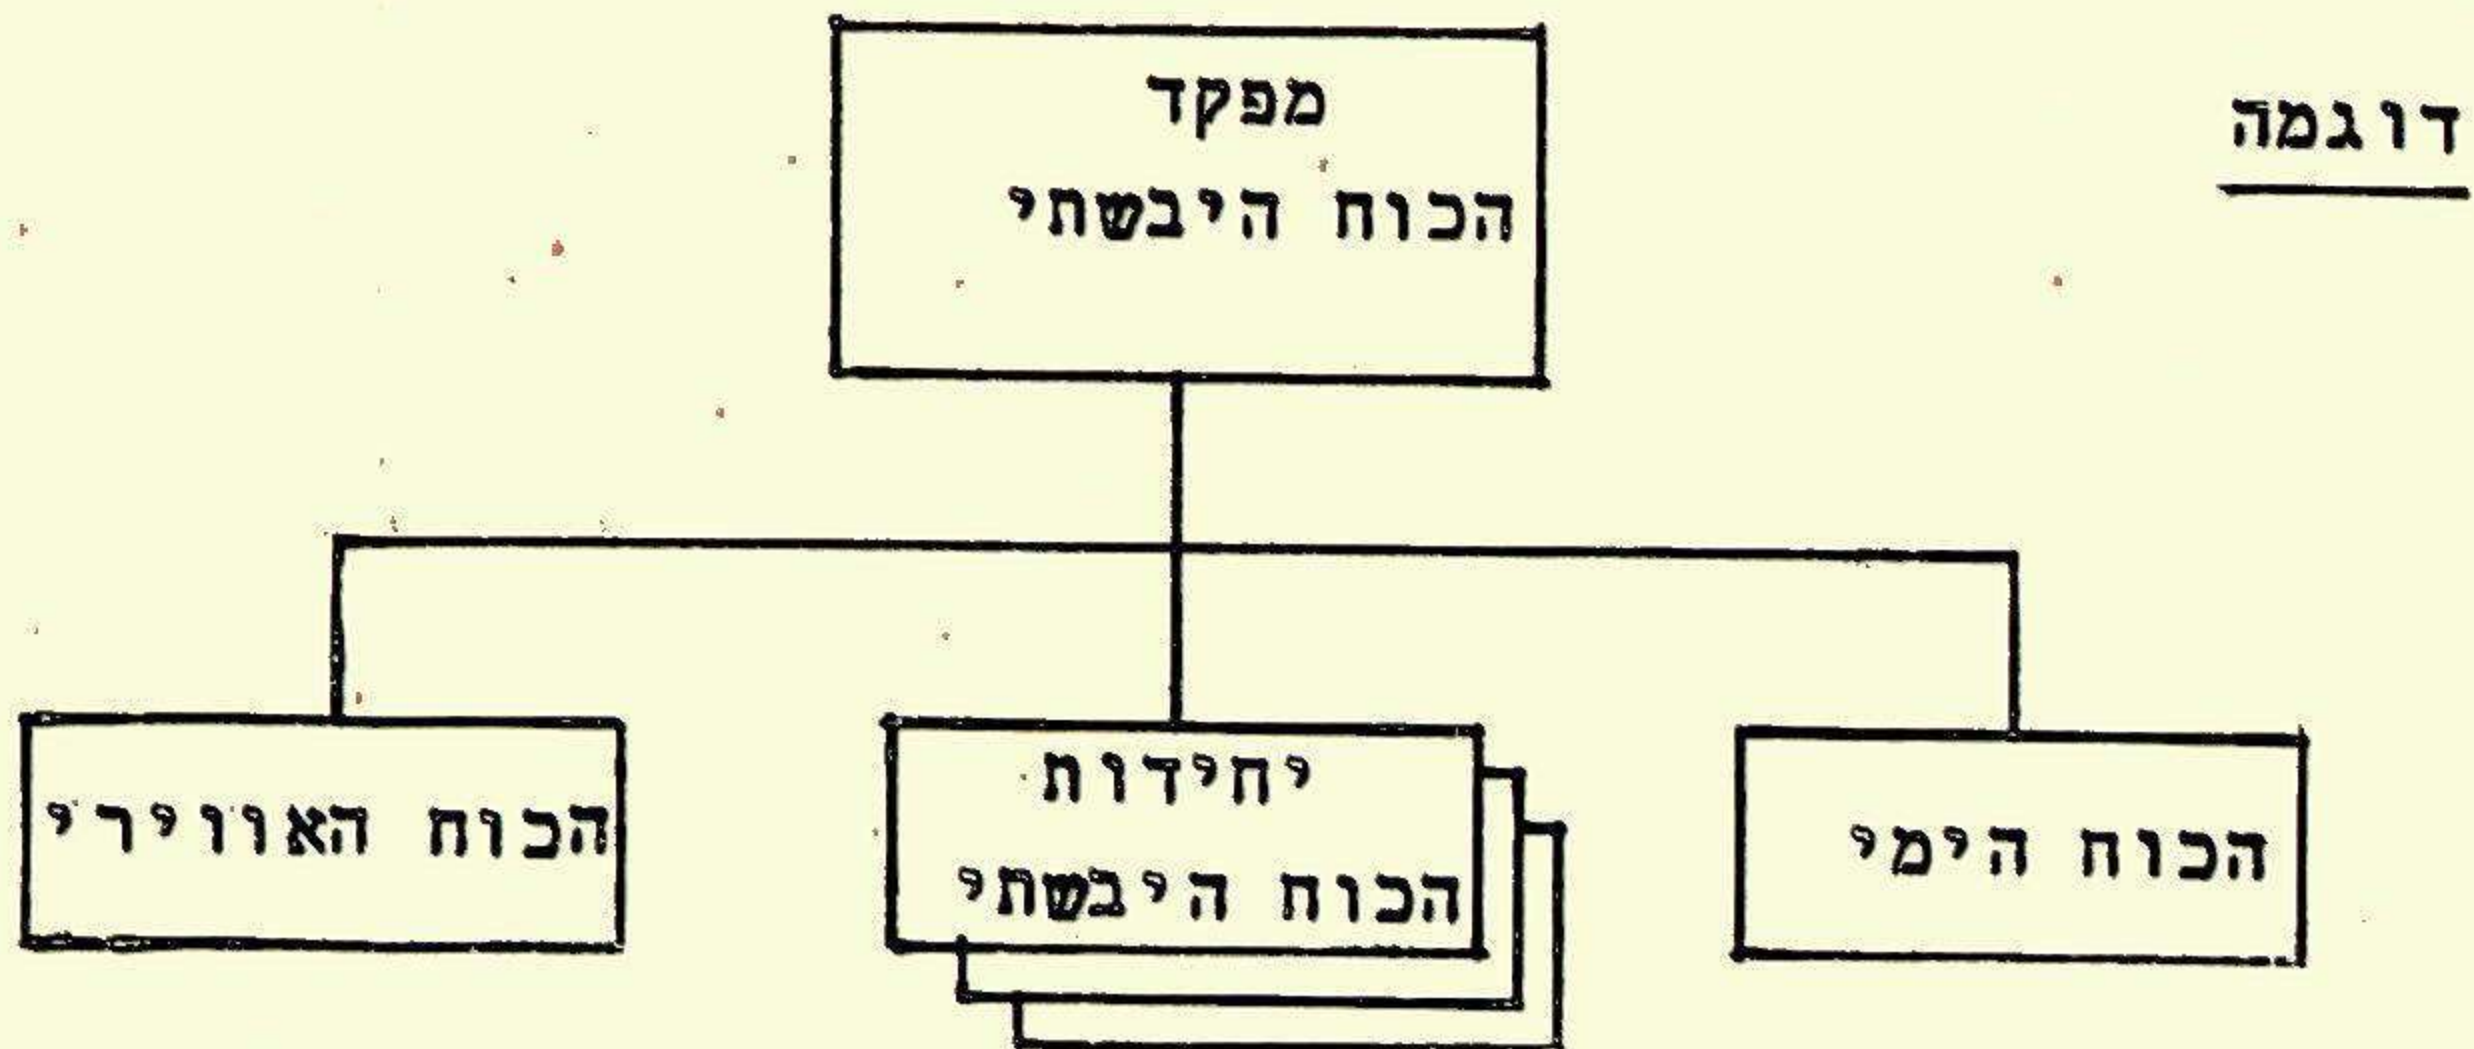 דוגמה
מפקד
הכוח היבשתי
הכוח הימי
יחידות
הכוח היבשתי
הכוח האווירי